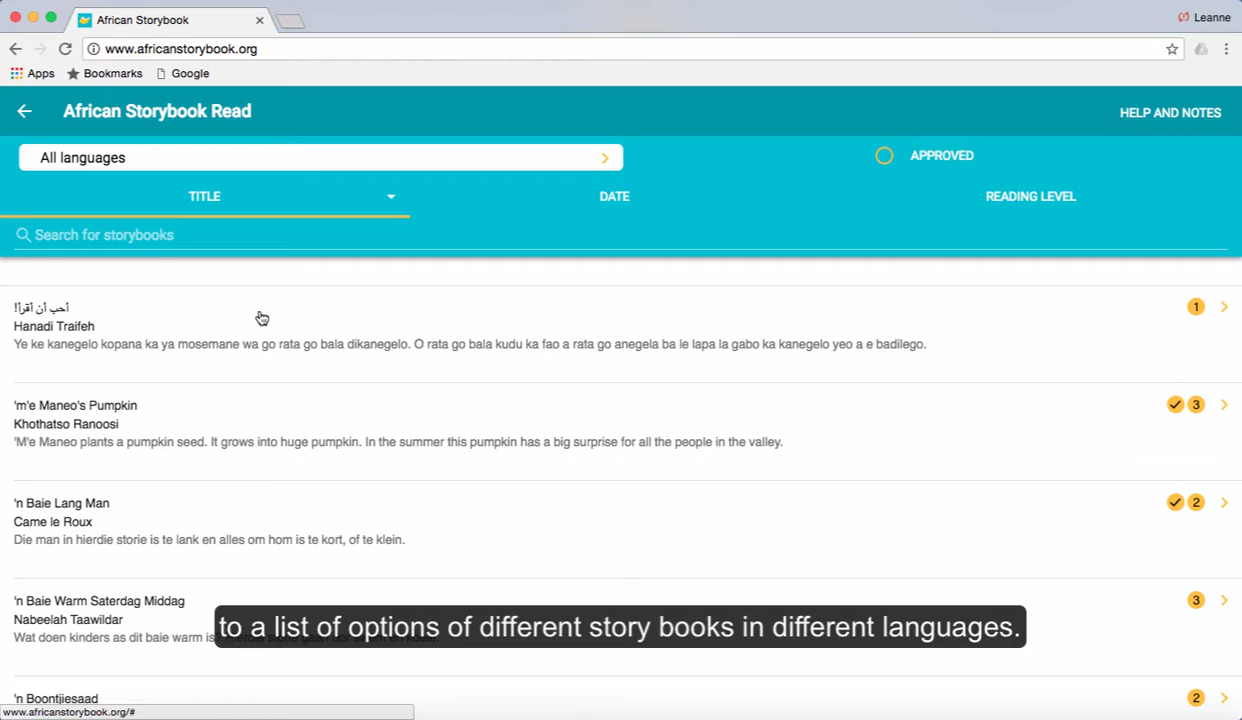 African Storybook
Leanne
www.africanstorybook.org
Apps Bookmarks Google
African Storybook Read
HELP AND NOTES
All languages
APPROVED
TITLE DATE READING LEVEL
Search for storybooks
أحب أن أقرأ!
1
Hanadi Traifeh
Ye ke kanegelo kopana ka ya mosemane wa go rata go bala dikanegelo. O rata go bala kudu ka fao a rata go anegela ba le lapa la gabo ka kanegelo yeo a e badilego.
'm'e Maneo's Pumpkin
3
Khothatso Ranoosi
'M'e Maneo plants a pumpkin seed. It grows into huge pumpkin. In the summer this pumpkin has a big surprise for all the people in the valley.
'n Baie Lang Man
2
Came le Roux
Die man in hierdie storie is te lank en alles om hom is te kort, of te klein.
'n Baie Warm Saterdag Middag
3
Nabeelah Taawildar
to a list of options of different story books in different languages.
Wat doen kinders as dit baie warm is?
'n Boontjiesaad
2
www.africanstorybook.org/#